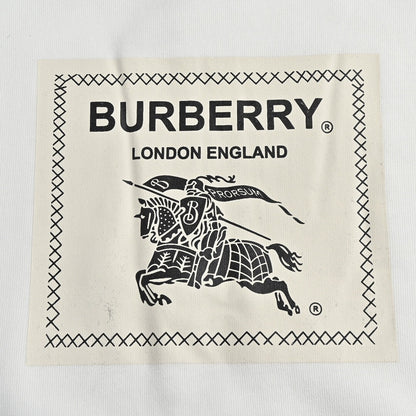 BURBERRY®
LONDON ENGLAND
B PRORSUM
B
®